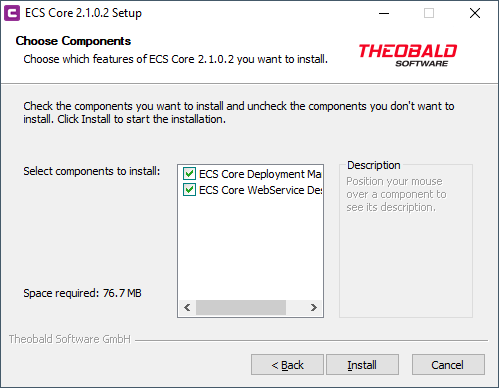 ECS Core 2.1.0.2 Setup
Choose Components
Choose which features of ECS Core 2.1.0.2 you want to install.
THEOBALD
SOFTWARE
Check the components you want to install and uncheck the components you don't want to
install. Click Install to start the installation.
Select components to install:
ECS Core Deployment Ma
ECS Core WebService Des
Description
Position your mouse
over a component to
see its description.
Space required: 76.7 MB
Theobald Software GmbH
< Back
Install
Cancel